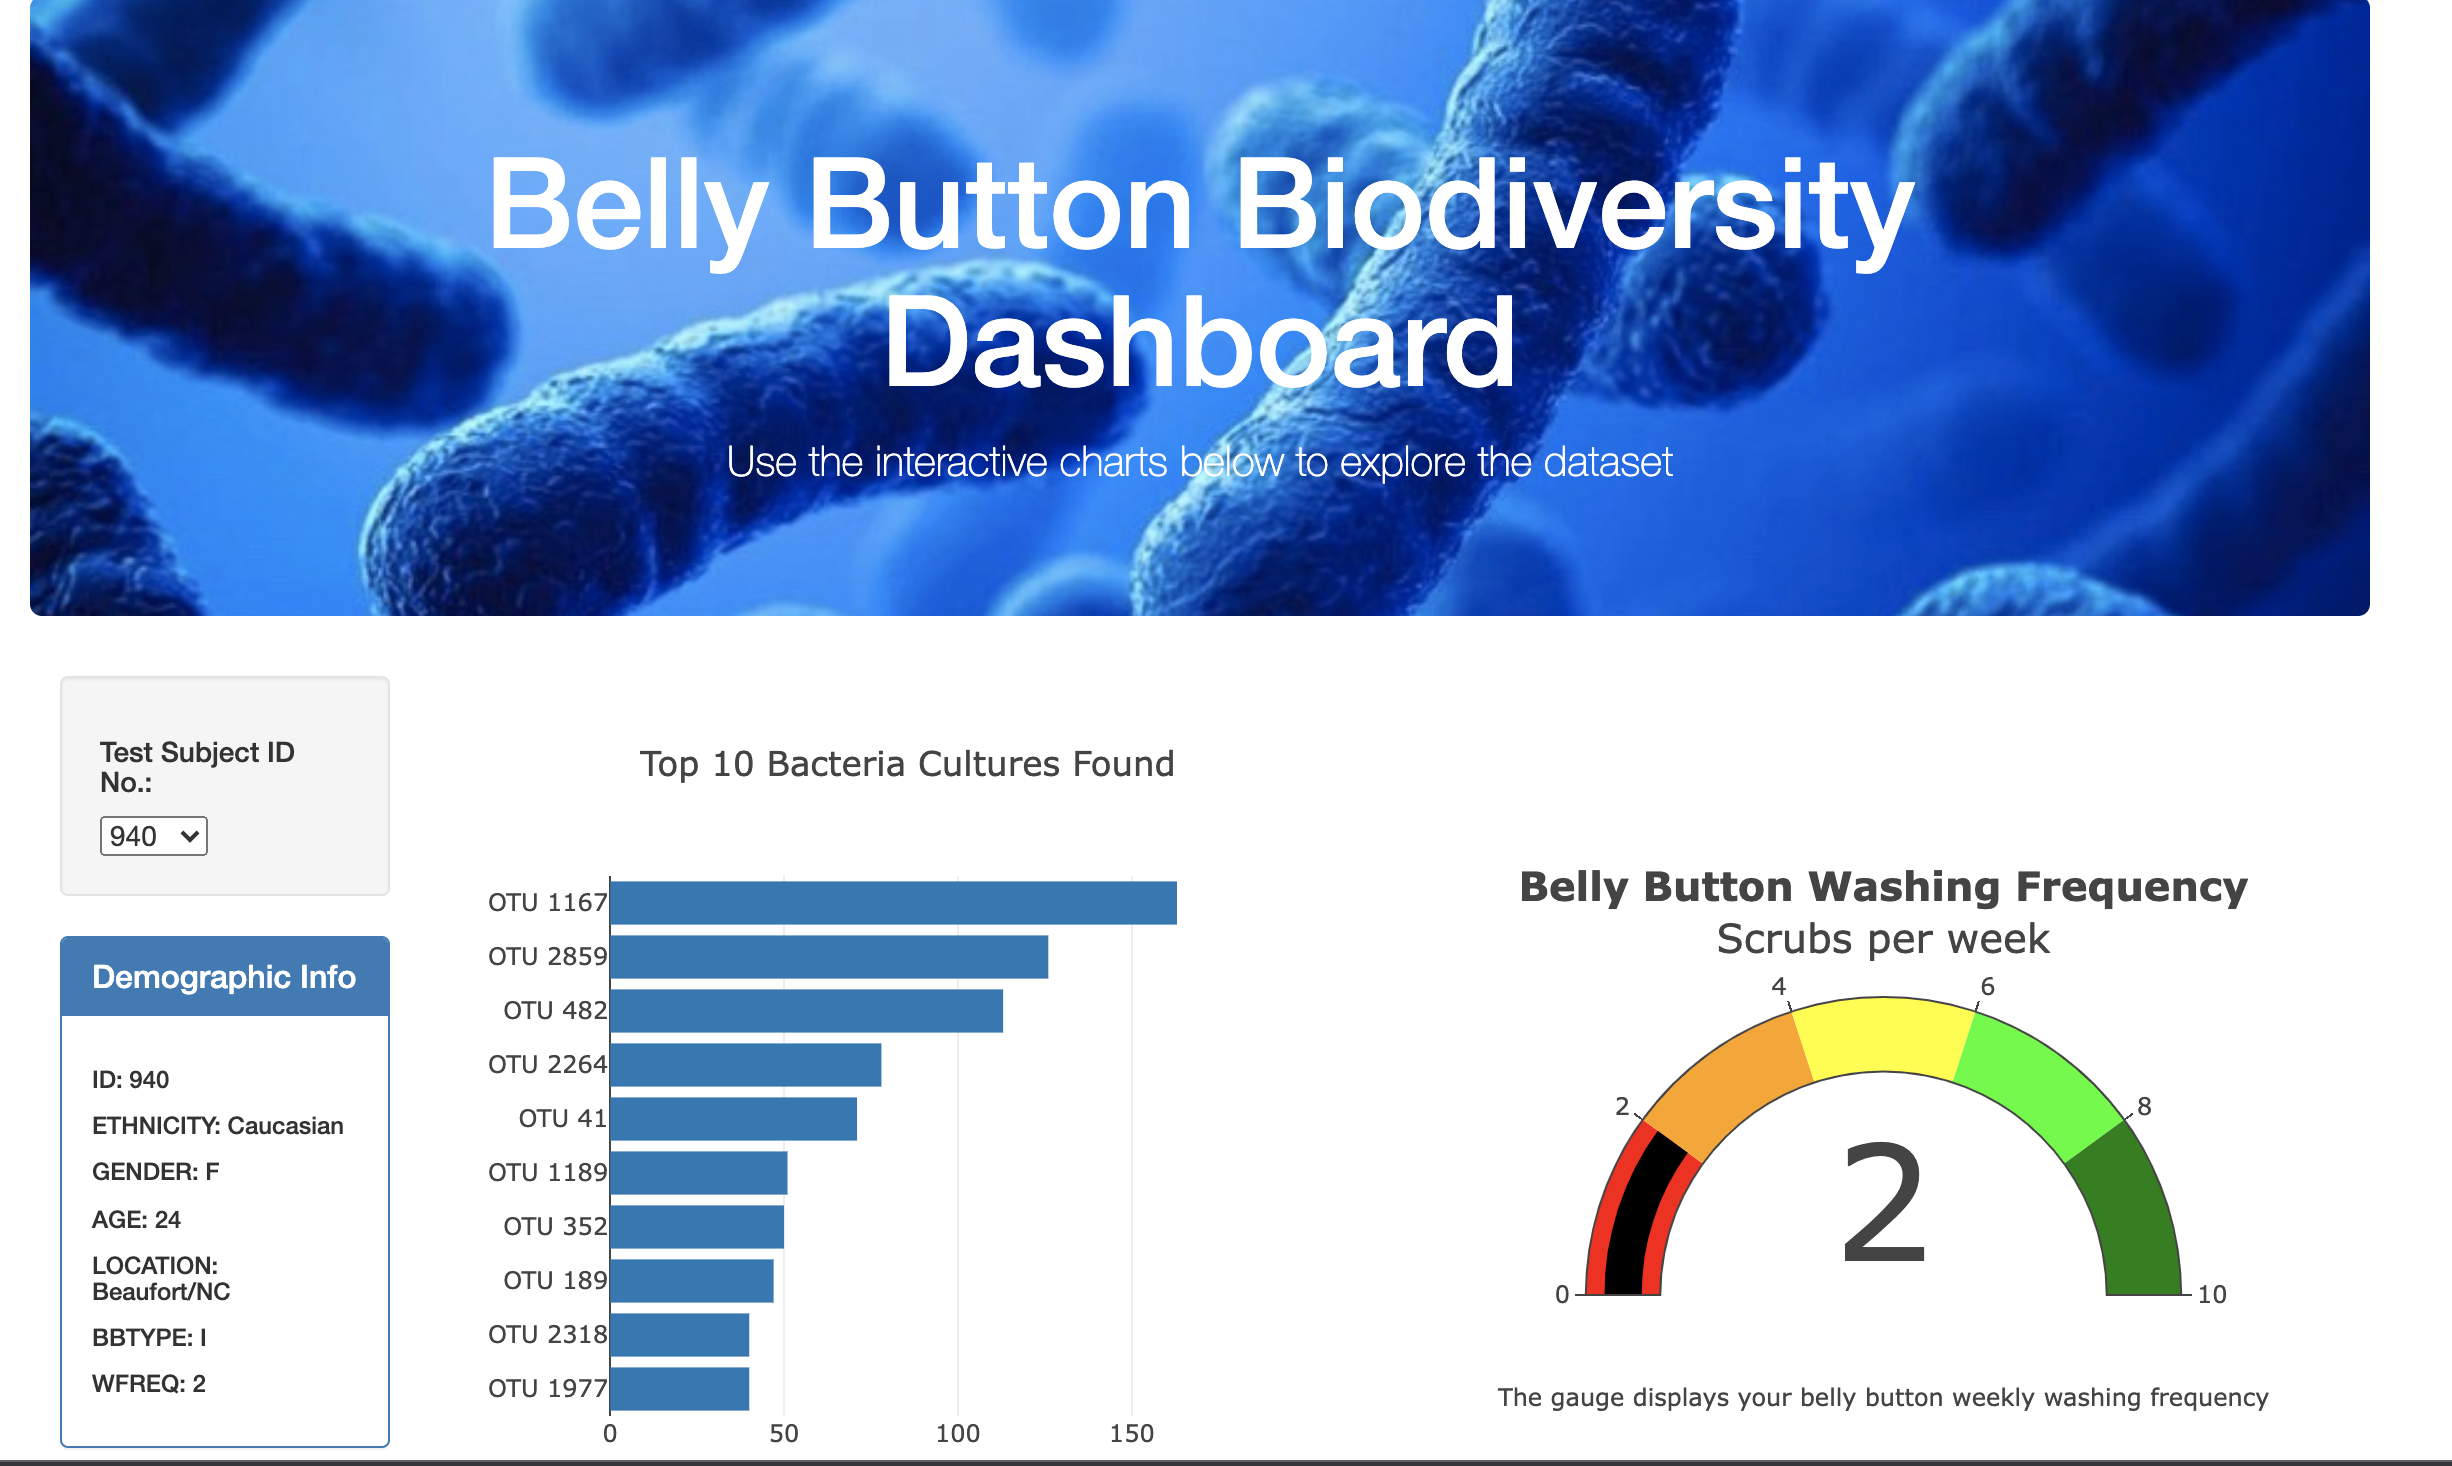 Belly Button Biodiversity
Dashboard
Use the interactive charts below to explore the dataset
Test Subject ID
No.:
940
Demographic Info
ID: 940
ETHNICITY: Caucasian
GENDER: F
AGE: 24
LOCATION:
Beaufort/NC
BBTYPE: I
WFREQ: 2
Top 10 Bacteria Cultures Found
OTU 1167
OTU 2859
OTU 482
OTU 2264
OTU 41
OTU 1189
OTU 352
OTU 189
OTU 2318
OTU 1977
0 50 100 150
Belly Button Washing Frequency
Scrubs per week
4 6
2 8
2
0 10
The gauge displays your belly button weekly washing frequency